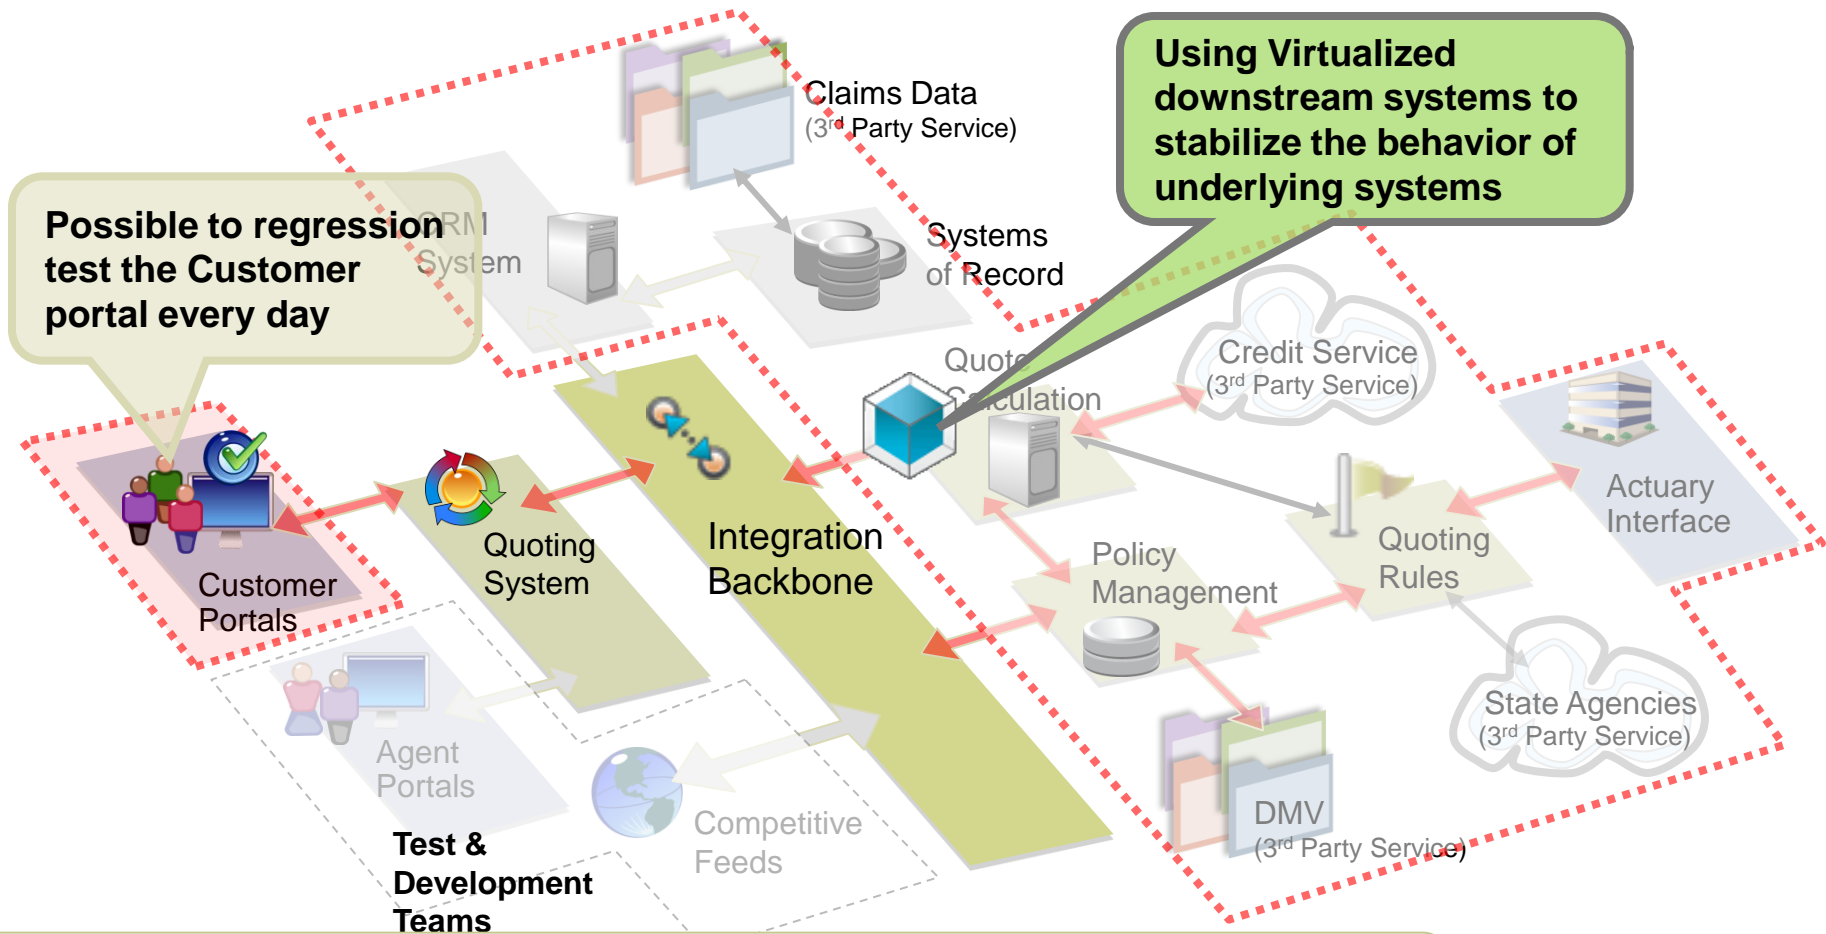 Using Virtualized
downstream systems to
stabilize the behavior of
underlying systems
Claims Data
(3rd Party Service)
Possible to regression
test the Customer
portal every day
CRM
System
Systems
of Record
Quote
Calculation
Credit Service
(3rd Party Service)
Actuary
Interface
Integration
Backbone
Quoting
System
Quoting
Rules
Policy
Management
Customer
Portals
State Agencies
(3rd Party Service)
Agent
Portals
DMV
(3rd Party Service)
Competitive
Feeds
Test &
Development
Teams